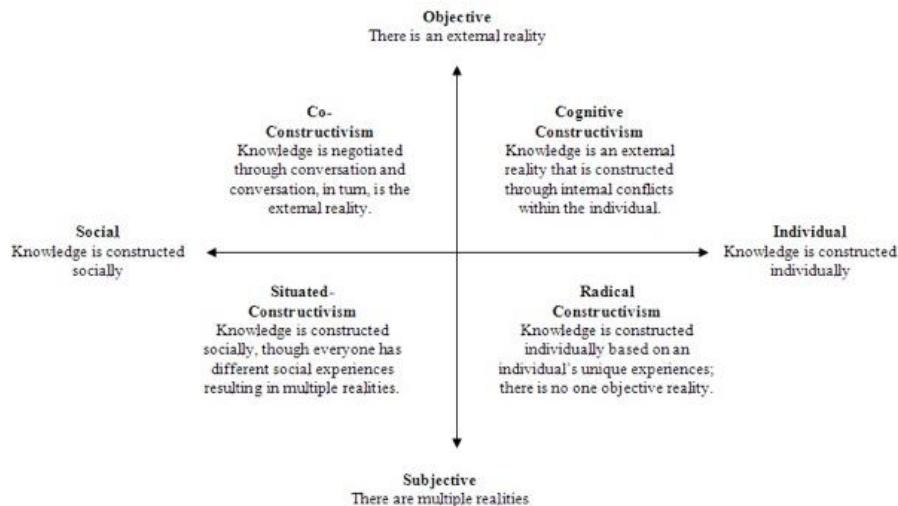 Objective
There is an external reality
Co-
Constructivism
Knowledge is negotiated
through conversation and
conversation, in turn, is the
external reality.
Cognitive
Constructivism
Knowledge is an external
reality that is constructed
through internal conflicts
within the individual.
Social
Knowledge is constructed
socially
Individual
Knowledge is constructed
individually
Situated-
Constructivism
Knowledge is constructed
socially, though everyone has
different social experiences
resulting in multiple realities.
Radical
Constructivism
Knowledge is constructed
individually based on an
individual's unique experiences;
there is no one objective reality.
Subjective
There are multiple realities